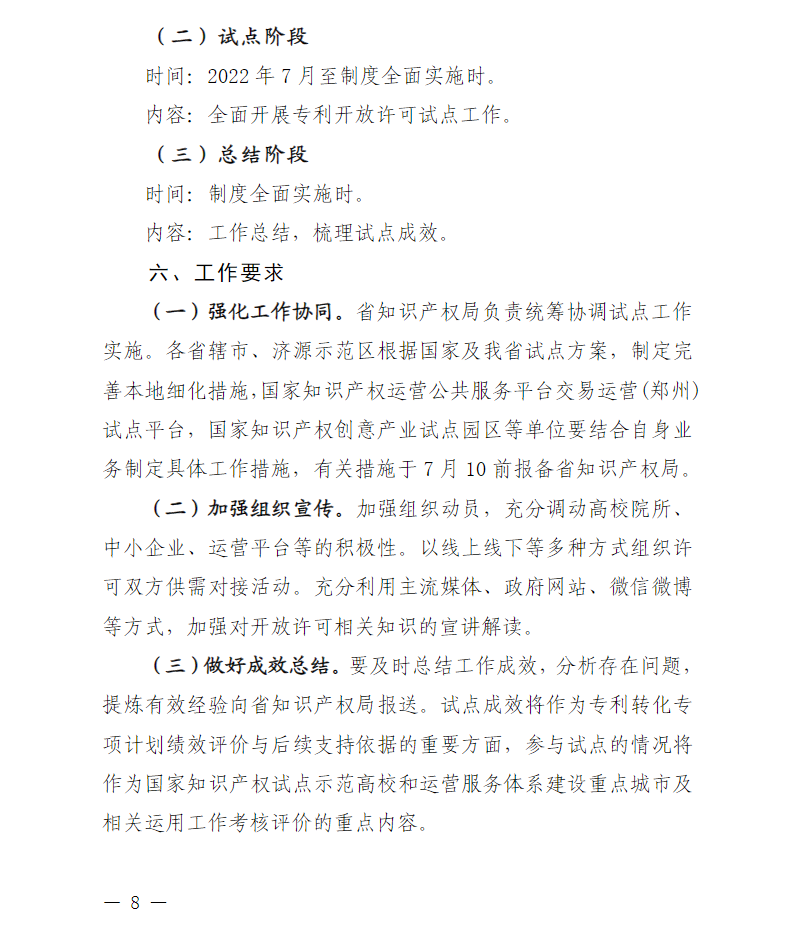 （二）试点阶段
时间：2022 年 7 月至制度全面实施时。
内容：全面开展专利开放许可试点工作。
（三）总结阶段
时间：制度全面实施时。
内容：工作总结，梳理试点成效。
六、工作要求
（一）强化工作协同。省知识产权局负责统筹协调试点工作
实施。各省辖市、济源示范区根据国家及我省试点方案，制定完
善本地细化措施,国家知识产权运营公共服务平台交易运营(郑州)
试点平台，国家知识产权创意产业试点园区等单位要结合自身业
务制定具体工作措施，有关措施于 7 月 10 前报备省知识产权局。
（二）加强组织宣传。加强组织动员，充分调动高校院所、
中小企业、运营平台等的积极性。以线上线下等多种方式组织许
可双方供需对接活动。充分利用主流媒体、政府网站、微信微博
等方式，加强对开放许可相关知识的宣讲解读。
（三）做好成效总结。要及时总结工作成效，分析存在问题，
提炼有效经验向省知识产权局报送。试点成效将作为专利转化专
项计划绩效评价与后续支持依据的重要方面，参与试点的情况将
作为国家知识产权试点示范高校和运营服务体系建设重点城市及
相关运用工作考核评价的重点内容。
— 8 —